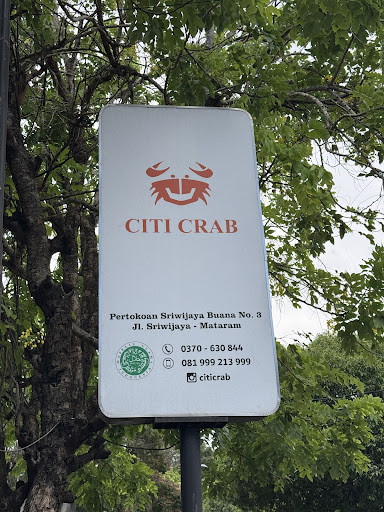 CITI CRAB
Pertokoan Sriwijaya Buana No. 3
Jl. Sriwijaya - Mataram
0370 - 630 844
081 999 213 999
citicrab